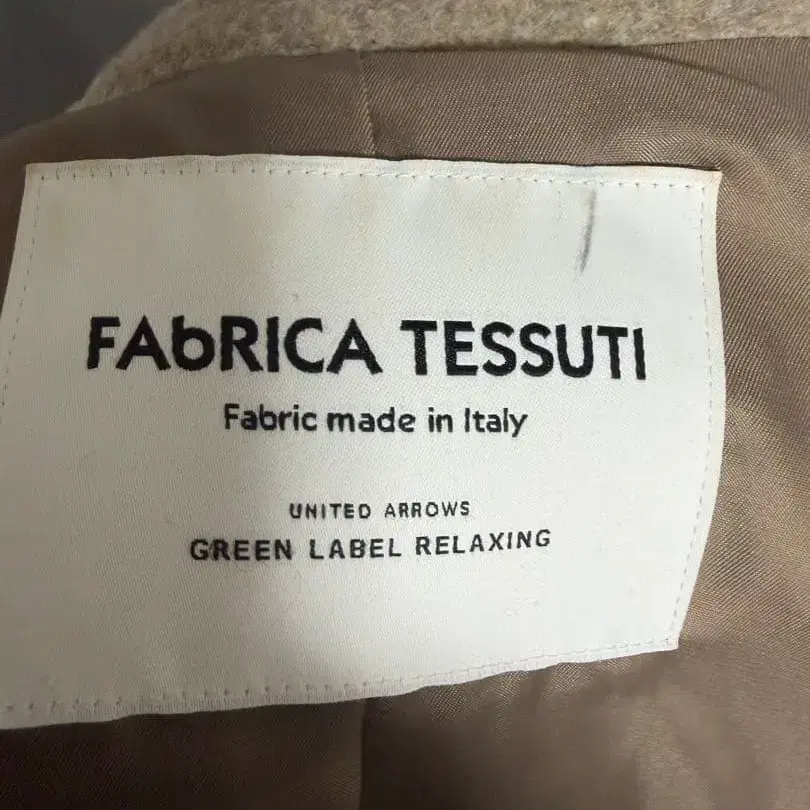 FAbRICA TESSUTI
Fabric made in Italy
UNITED ARROWS
GREEN LABEL RELAXING